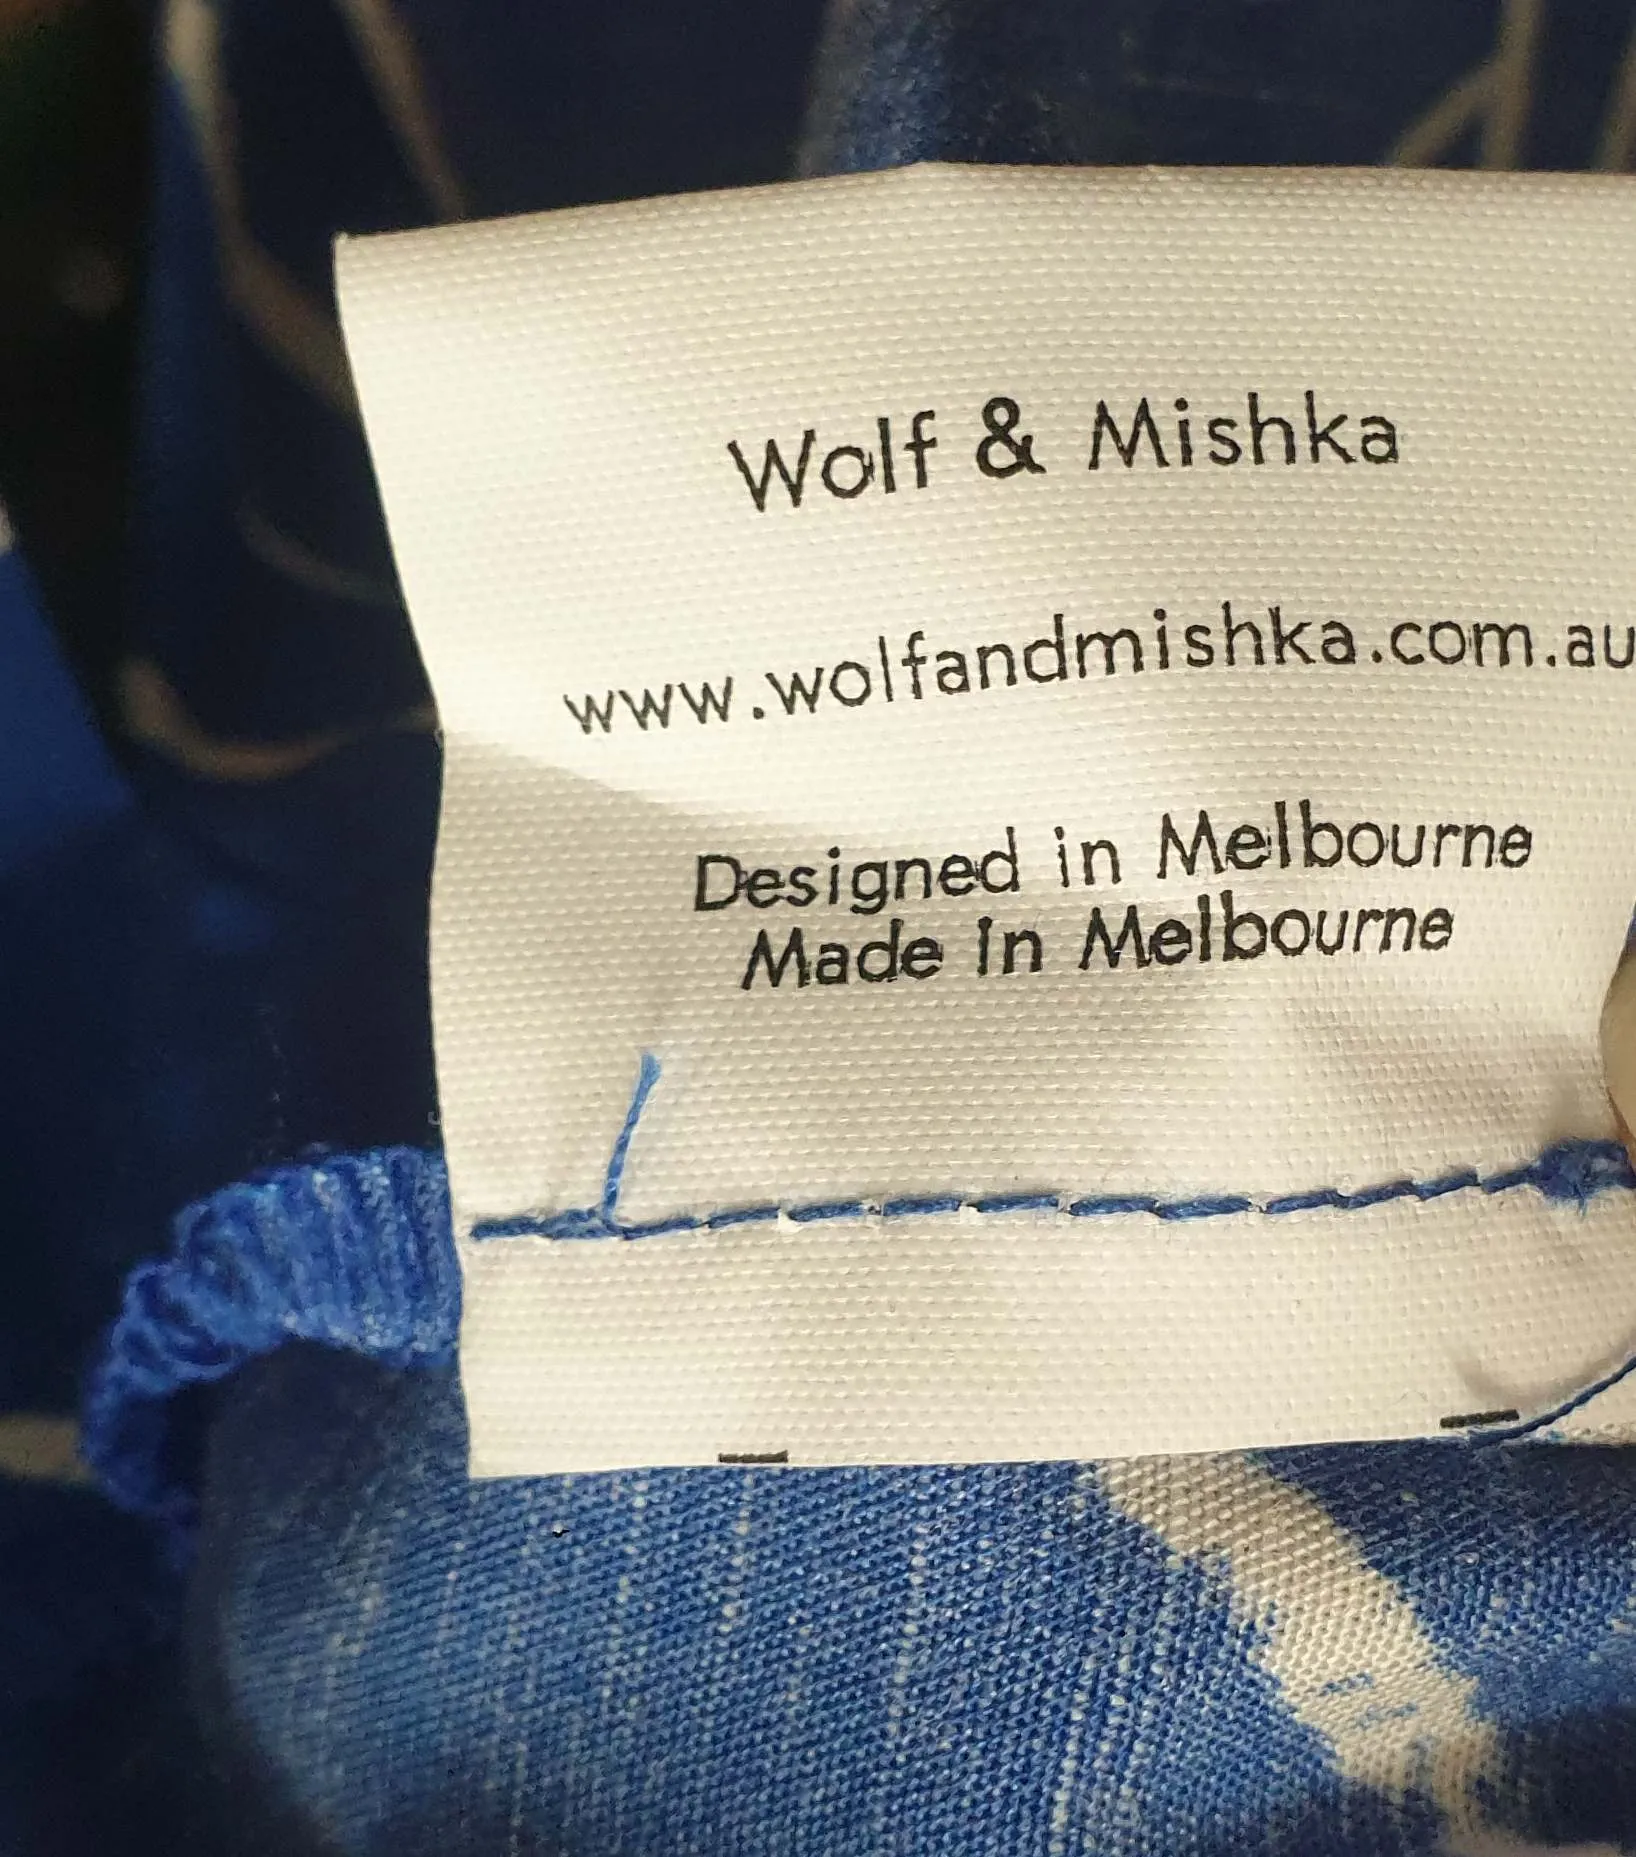 Wolf & Mishka
www.wolfandmishka.com.au
Designed in Melbourne
Made In Melbourne